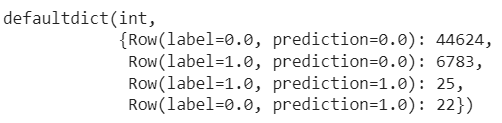 defaultdict(int,
{Row(label=0.0, prediction=0.0): 44624,
Row(label=1.0, prediction=0.0): 6783,
Row(label=1.0, prediction=1.0): 25,
Row(label=0.0, prediction=1.0): 22})